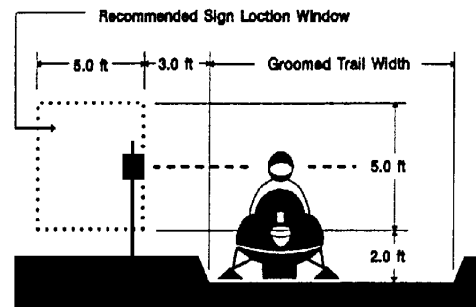 Recommended Sign Loction Window
5.0 ft 3.0 ft Groomed Trail Width
5.0 ft
2.0 ft